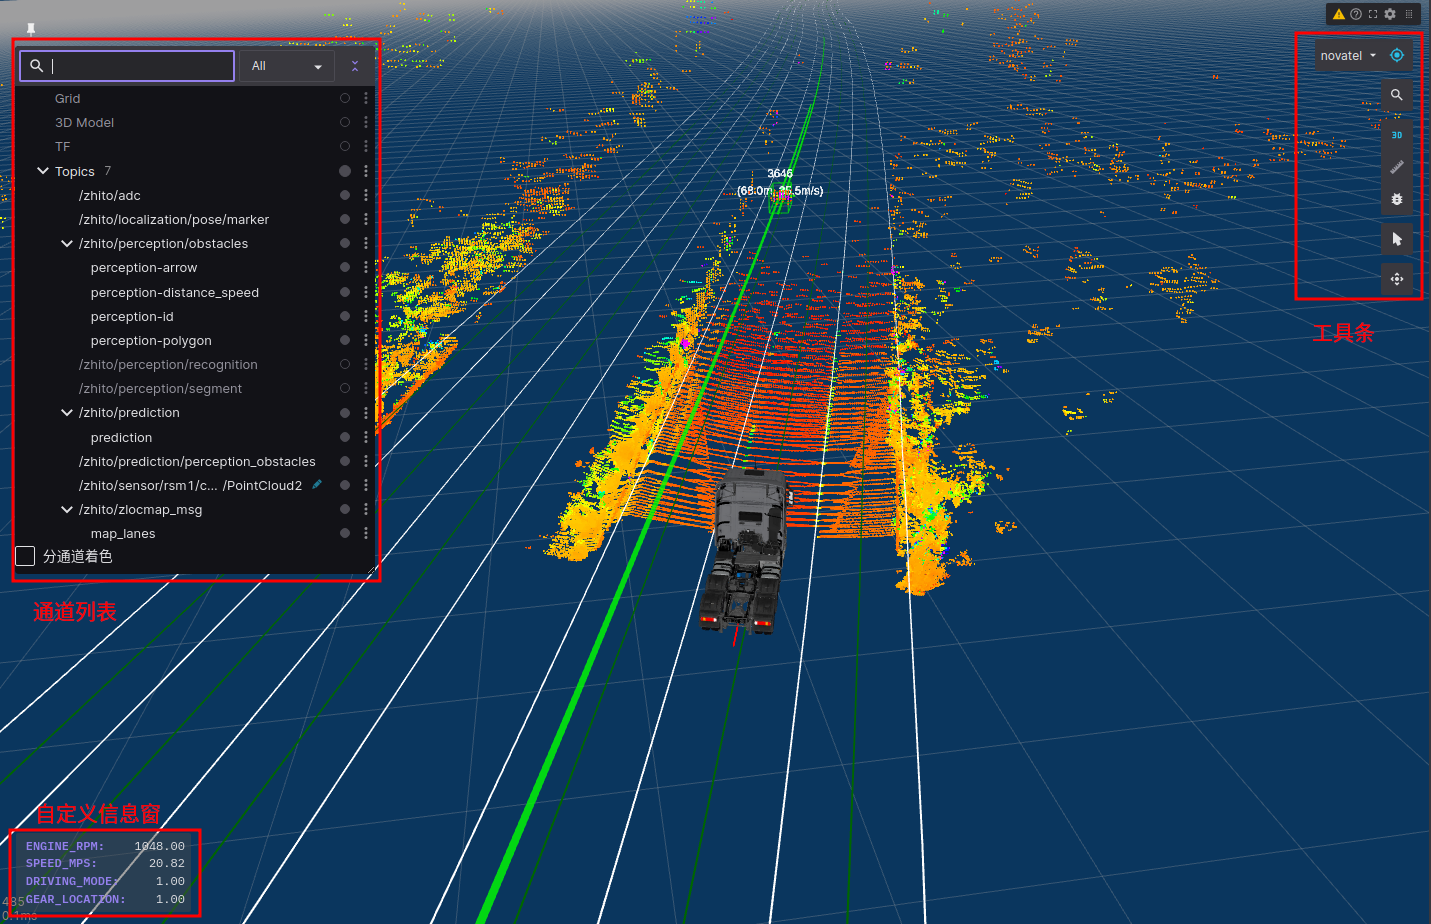 All
Grid
3D Model
TF
Topics 7
/zhito/adc
/zhito/localization/pose/marker
/zhito/perception/obstacles
perception-arrow
perception-distance_speed
perception-id
perception-polygon
/zhito/perception/recognition
/zhito/perception/segment
/zhito/prediction
prediction
/zhito/prediction/perception_obstacles
/zhito/sensor/rsm1/c... /PointCloud2
/zhito/zlocmap_msg
map_lanes
分通道着色
通道列表
3646
(68.0m, 5.5m/s)
novatel
3D
工具条
自定义信息窗
ENGINE_RPM: 1048.00
SPEED_MPS: 20.82
DRIVING_MODE: 1.00
GEAR_LOCATION: 1.00
485
0.1ms